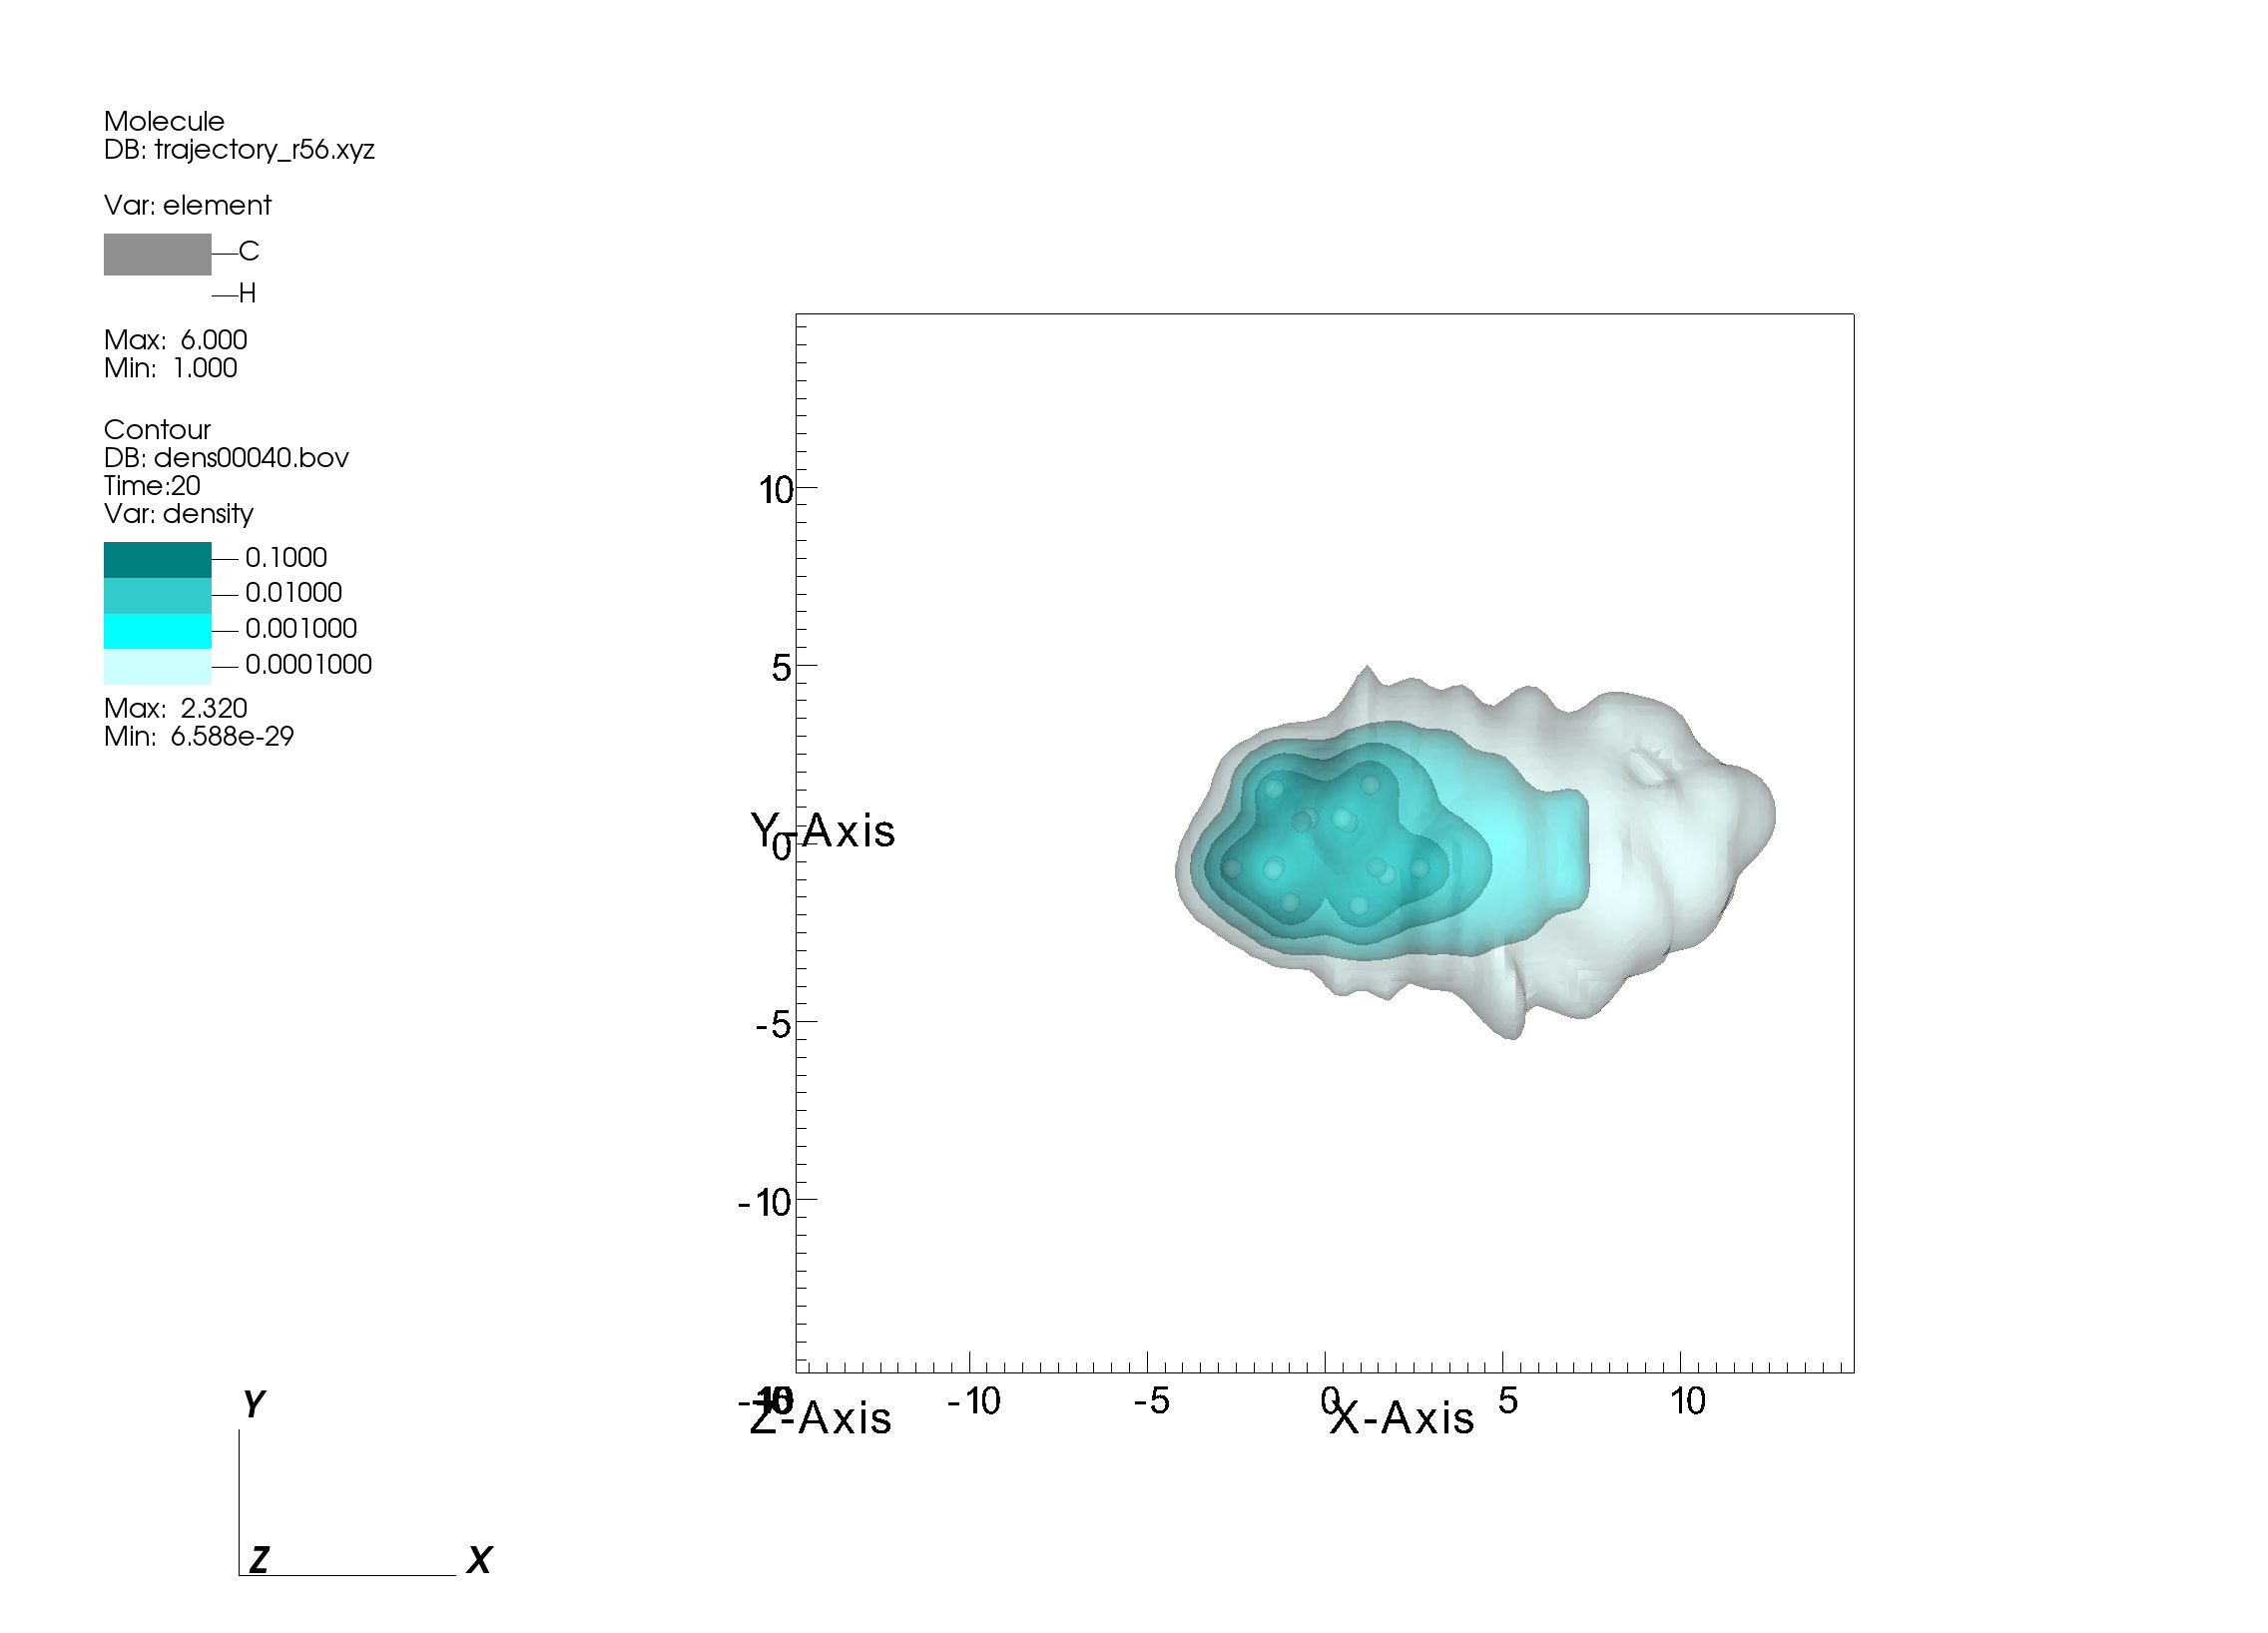 Molecule
DB: trajectory_r56.xyz
Var: element
C
H
Max: 6.000
Min: 1.000
Contour
DB: dens00040.bov
Time:20
Var: density
0.1000
0.01000
0.001000
0.0001000
Max: 2.320
Min: 6.588e-29
10
5
Y-Axis
0
-5
-10
-10
-5
0
5
10
Z-Axis
X-Axis
Y
Z
X